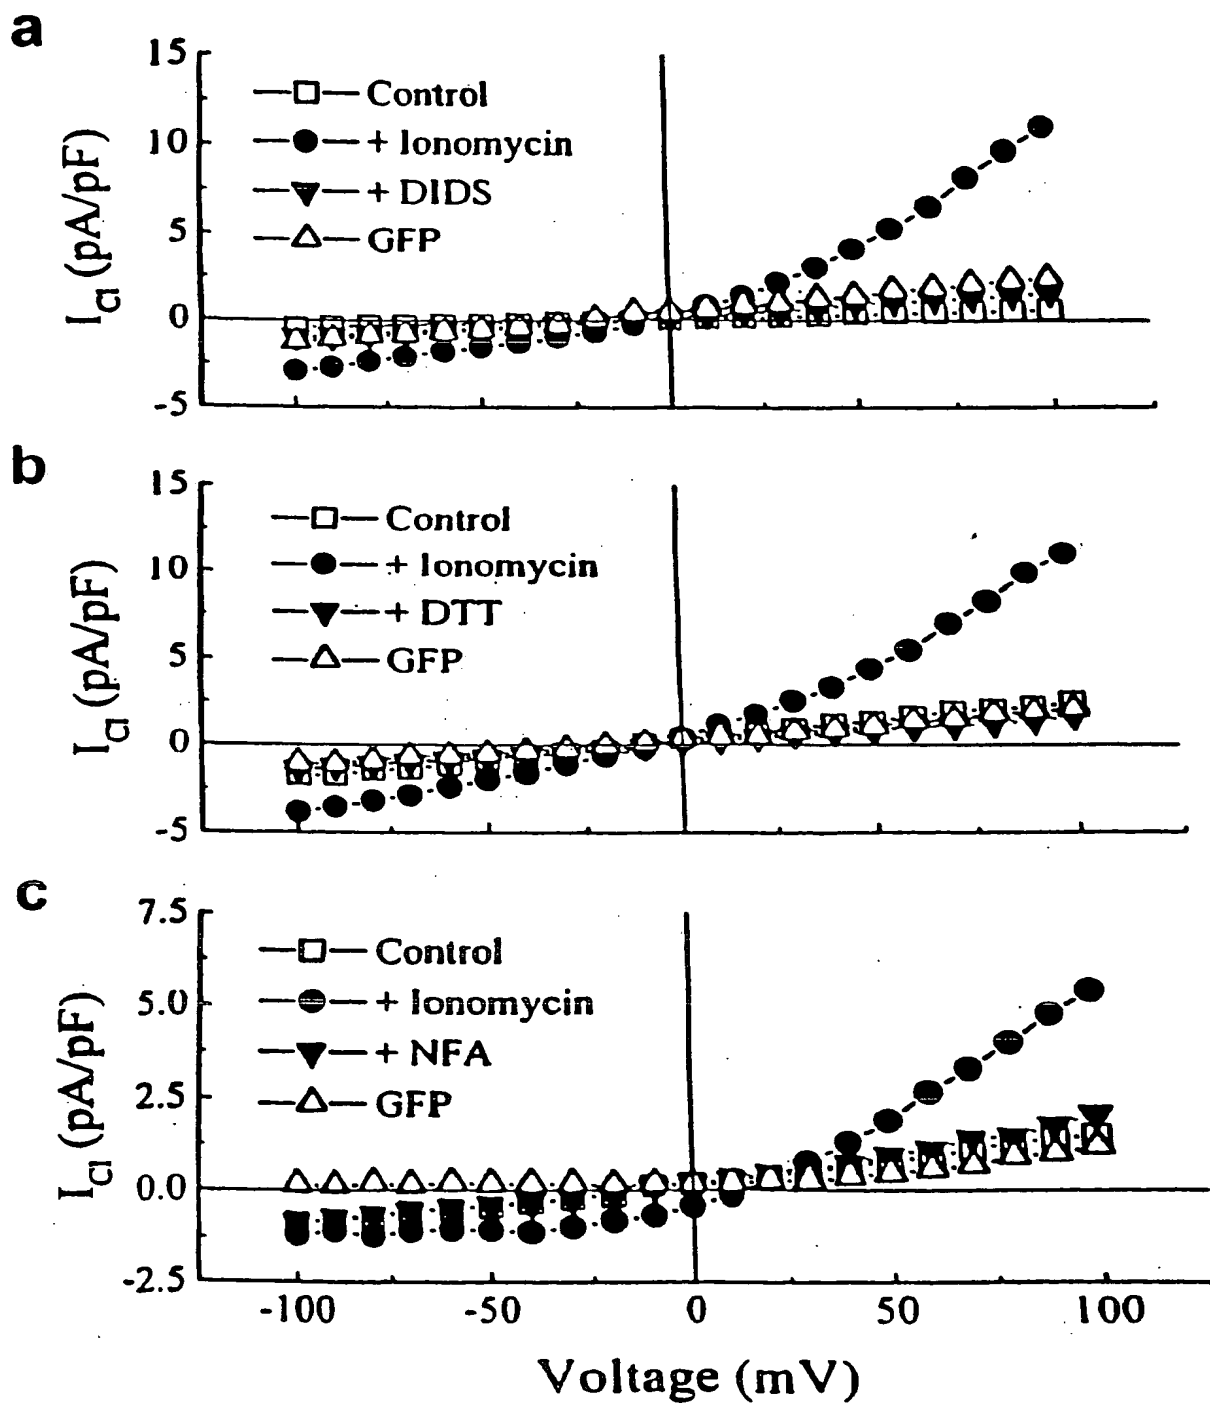 a
15
10
5
0
-5
I_Cl (pA/pF)
Control
+ Ionomycin
+ DIDS
GFP
b
15
10
5
0
-5
I_Cl (pA/pF)
Control
+ Ionomycin
+ DTT
GFP
c
7.5
5.0
2.5
0.0
-2.5
I_Cl (pA/pF)
Control
+ Ionomycin
+ NFA
GFP
-100 -50 0 50 100
Voltage (mV)